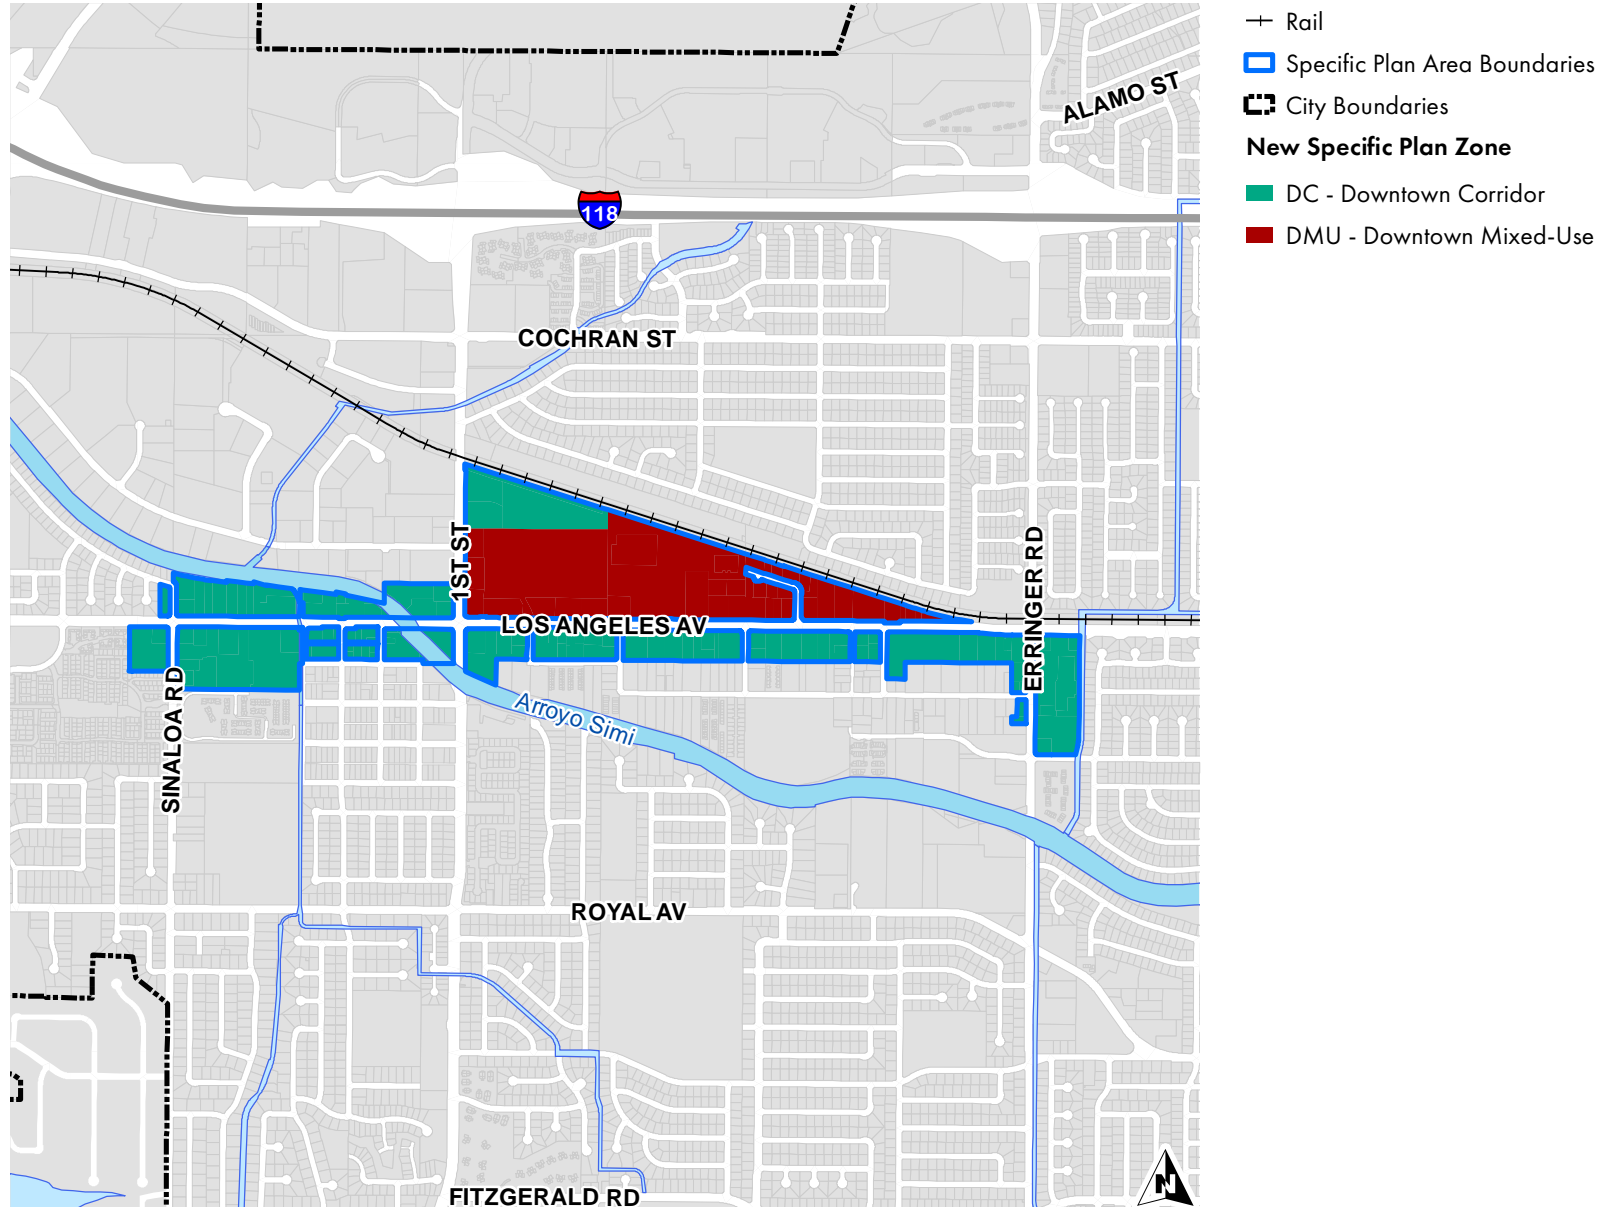 Rail
Specific Plan Area Boundaries
City Boundaries
New Specific Plan Zone
DC - Downtown Corridor
DMU - Downtown Mixed-Use
ALAMO ST
118
COCHRAN ST
1ST ST
LOS ANGELES AV
ERRINGER RD
SINALOA RD
Arroyo Simi
ROYAL AV
FITZGERALD RD
N